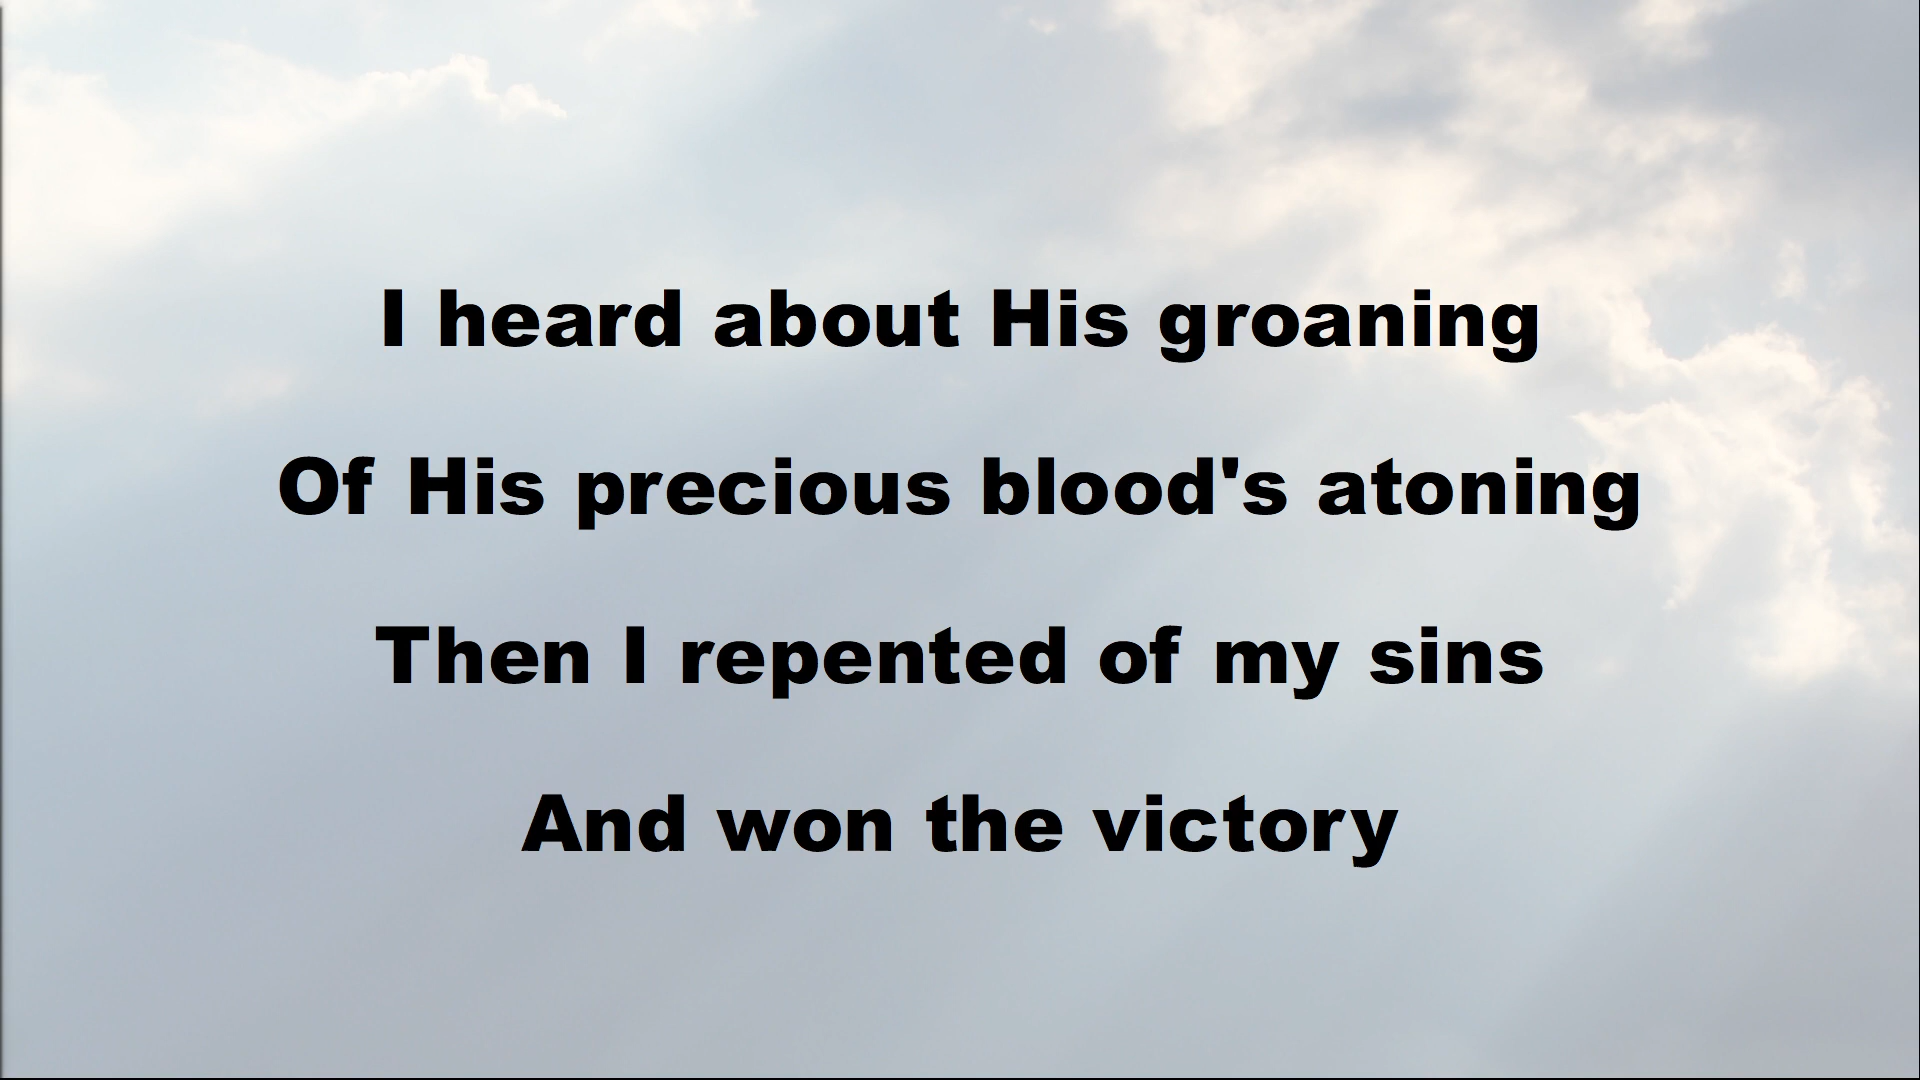 I heard about His groaning
Of His precious blood's atoning
Then I repented of my sins
And won the victory